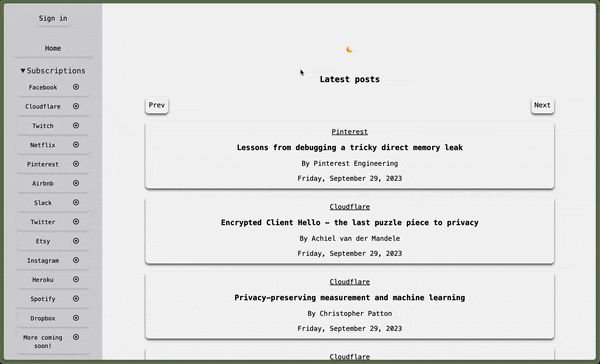 Sign in
Home
▼Subscriptions
Facebook
Cloudflare
Twitch
Netflix
Pinterest
Airbnb
Slack
Twitter
Etsy
Instagram
Heroku
Spotify
Dropbox
More coming
soon!
Latest posts
Prev
Next
Pinterest
Lessons from debugging a tricky direct memory leak
By Pinterest Engineering
Friday, September 29, 2023
Cloudflare
Encrypted Client Hello - the last puzzle piece to privacy
By Achiel van der Mandele
Friday, September 29, 2023
Cloudflare
Privacy-preserving measurement and machine learning
By Christopher Patton
Friday, September 29, 2023
Cloudflare